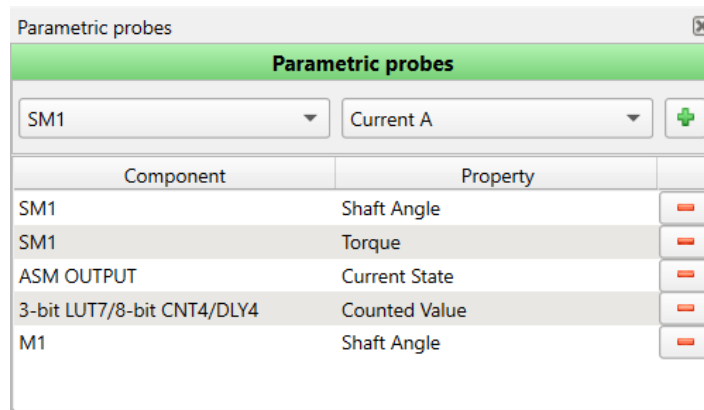 Parametric probes
Parametric probes
SM1 Current A
Component Property
SM1 Shaft Angle
SM1 Torque
ASM OUTPUT Current State
3-bit LUT7/8-bit CNT4/DLY4 Counted Value
M1 Shaft Angle